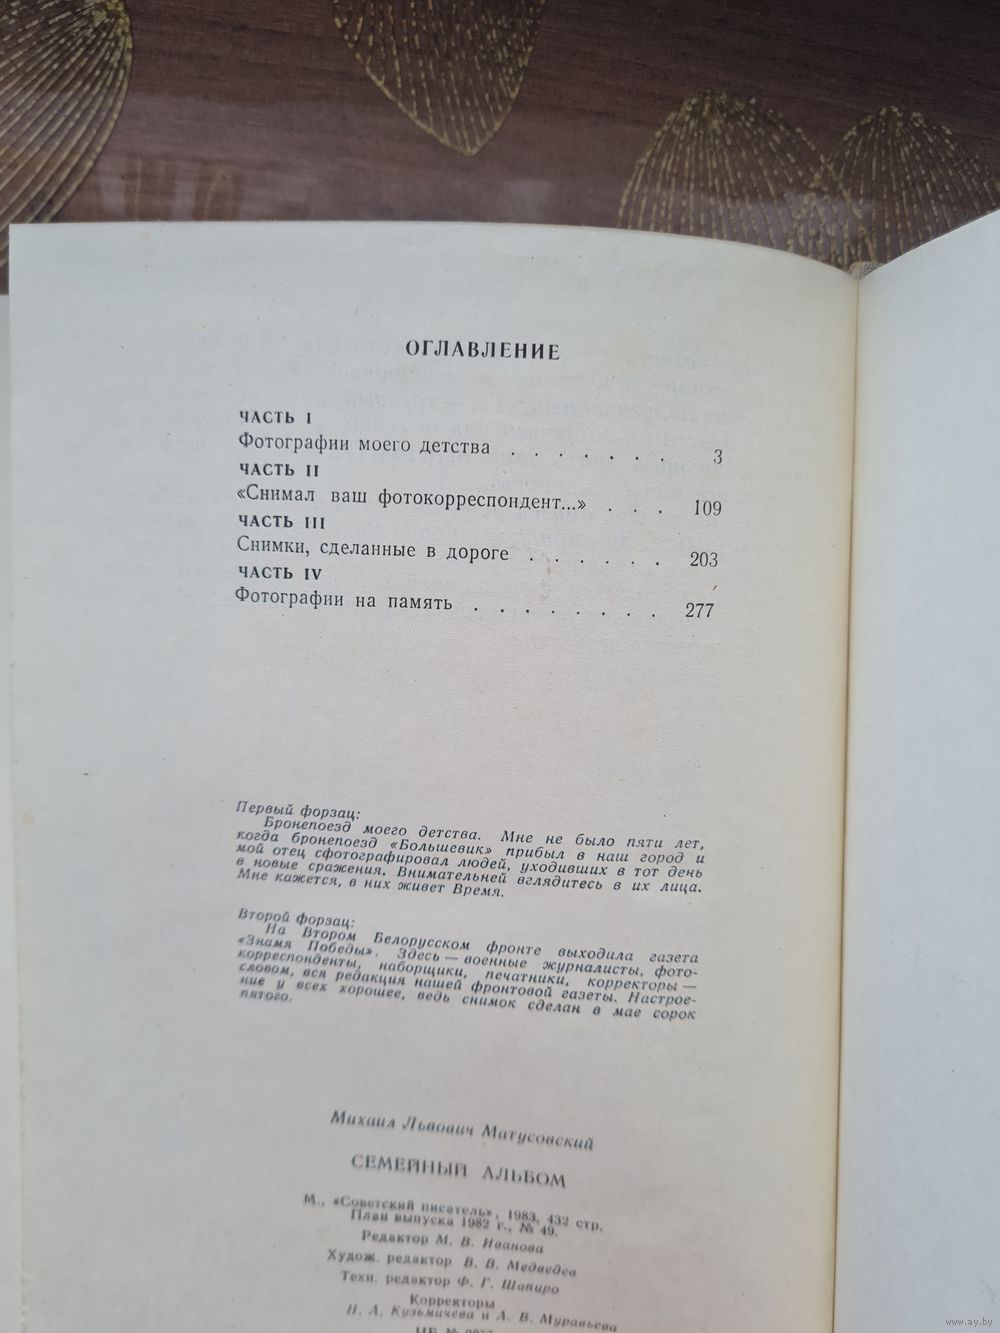 ОГЛАВЛЕНИЕ
ЧАСТЬ I
Фотографии моего детства . . . . . . . 3
ЧАСТЬ II
«Снимал ваш фотокорреспондент...» . . . 109
ЧАСТЬ III
Снимки, сделанные в дороге . . . . . . 203
ЧАСТЬ IV
Фотографии на память . . . . . . . . 277
Первый форзац:
Бронепоезд моего детства. Мне не было пяти лет,
когда бронепоезд «Большевик» прибыл в наш город и
мой отец сфотографировал людей, уходивших в тот день
в новые сражения. Внимательней вглядитесь в их лица.
Мне кажется, в них живет Время.
Второй форзац:
На Втором Белорусском фронте выходила газета
«Знамя Победы». Здесь — военные журналисты, фото-
корреспонденты, наборщики, печатники, корректоры —
словом, вся редакция нашей фронтовой газеты. Настрое-
ние у всех хорошее, ведь снимок сделан в мае сорок
пятого.
Михаил Львович Матусовский
СЕМЕЙНЫЙ АЛЬБОМ
М., «Советский писатель», 1983, 432 стр.
План выпуска 1982 г., № 49.
Редактор М. В. Иванова
Худож. редактор В. В. Медведев
Техн. редактор Ф. Г. Шапиро
Корректоры
Н. А. Кузьмичева и Л. В. Муравьева
www.ay.by